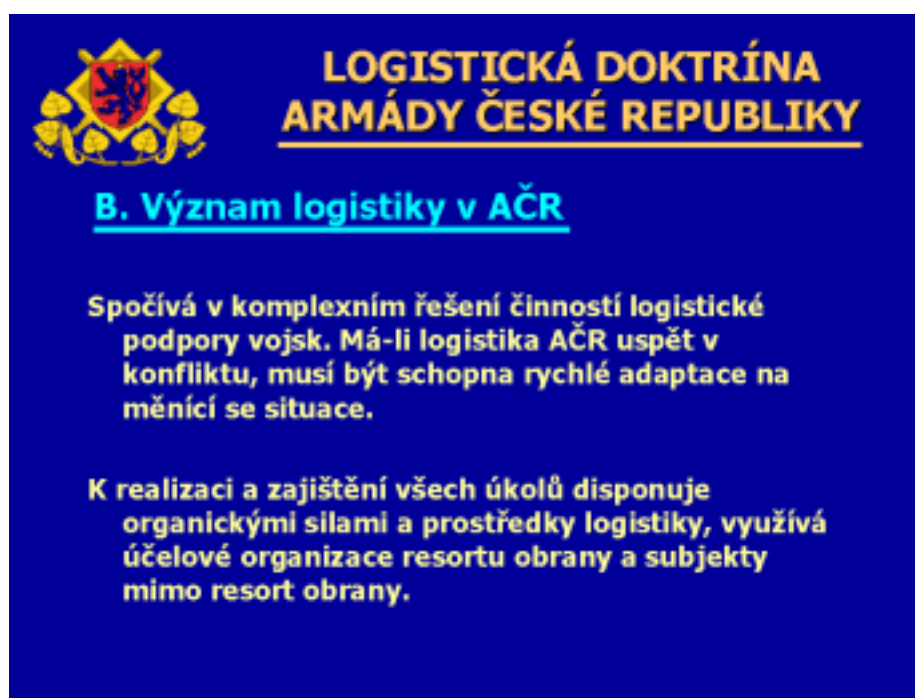 LOGISTICKÁ DOKTRÍNA
ARMÁDY ČESKÉ REPUBLIKY
B. Význam logistiky v AČR
Spočívá v komplexním řešení činností logistické
podpory vojsk. Má-li logistika AČR uspět v
konfliktu, musí být schopna rychlé adaptace na
měnící se situace.
K realizaci a zajištění všech úkolů disponuje
organickými silami a prostředky logistiky, využívá
účelové organizace resortu obrany a subjekty
mimo resort obrany.